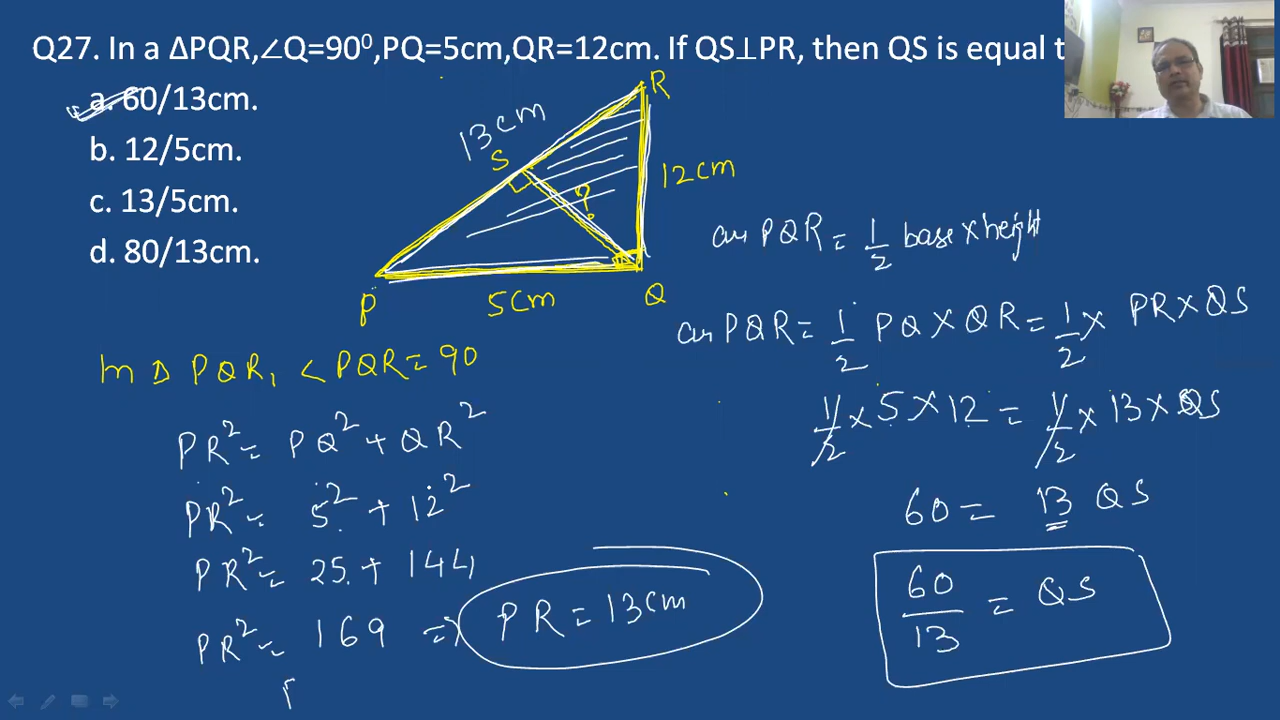 Q27. In a ΔPQR,∠Q=90⁰,PQ=5cm,QR=12cm. If QS⊥PR, then QS is equal t
a. 60/13cm.
b. 12/5cm.
c. 13/5cm.
d. 80/13cm.
R
13cm
S
?
12cm
P
5cm
Q
ar PQR = 1/2 base × height
ar PQR = 1/2 PQ × QR = 1/2 × PR × QS
1/2 × 5 × 12 = 1/2 × 13 × QS
60 = 13 QS
60/13 = QS
In Δ PQR, < PQR = 90
PR² = PQ² + QR²
PR² = 5² + 12²
PR² = 25 + 144
PR² = 169 ⇒ PR = 13cm